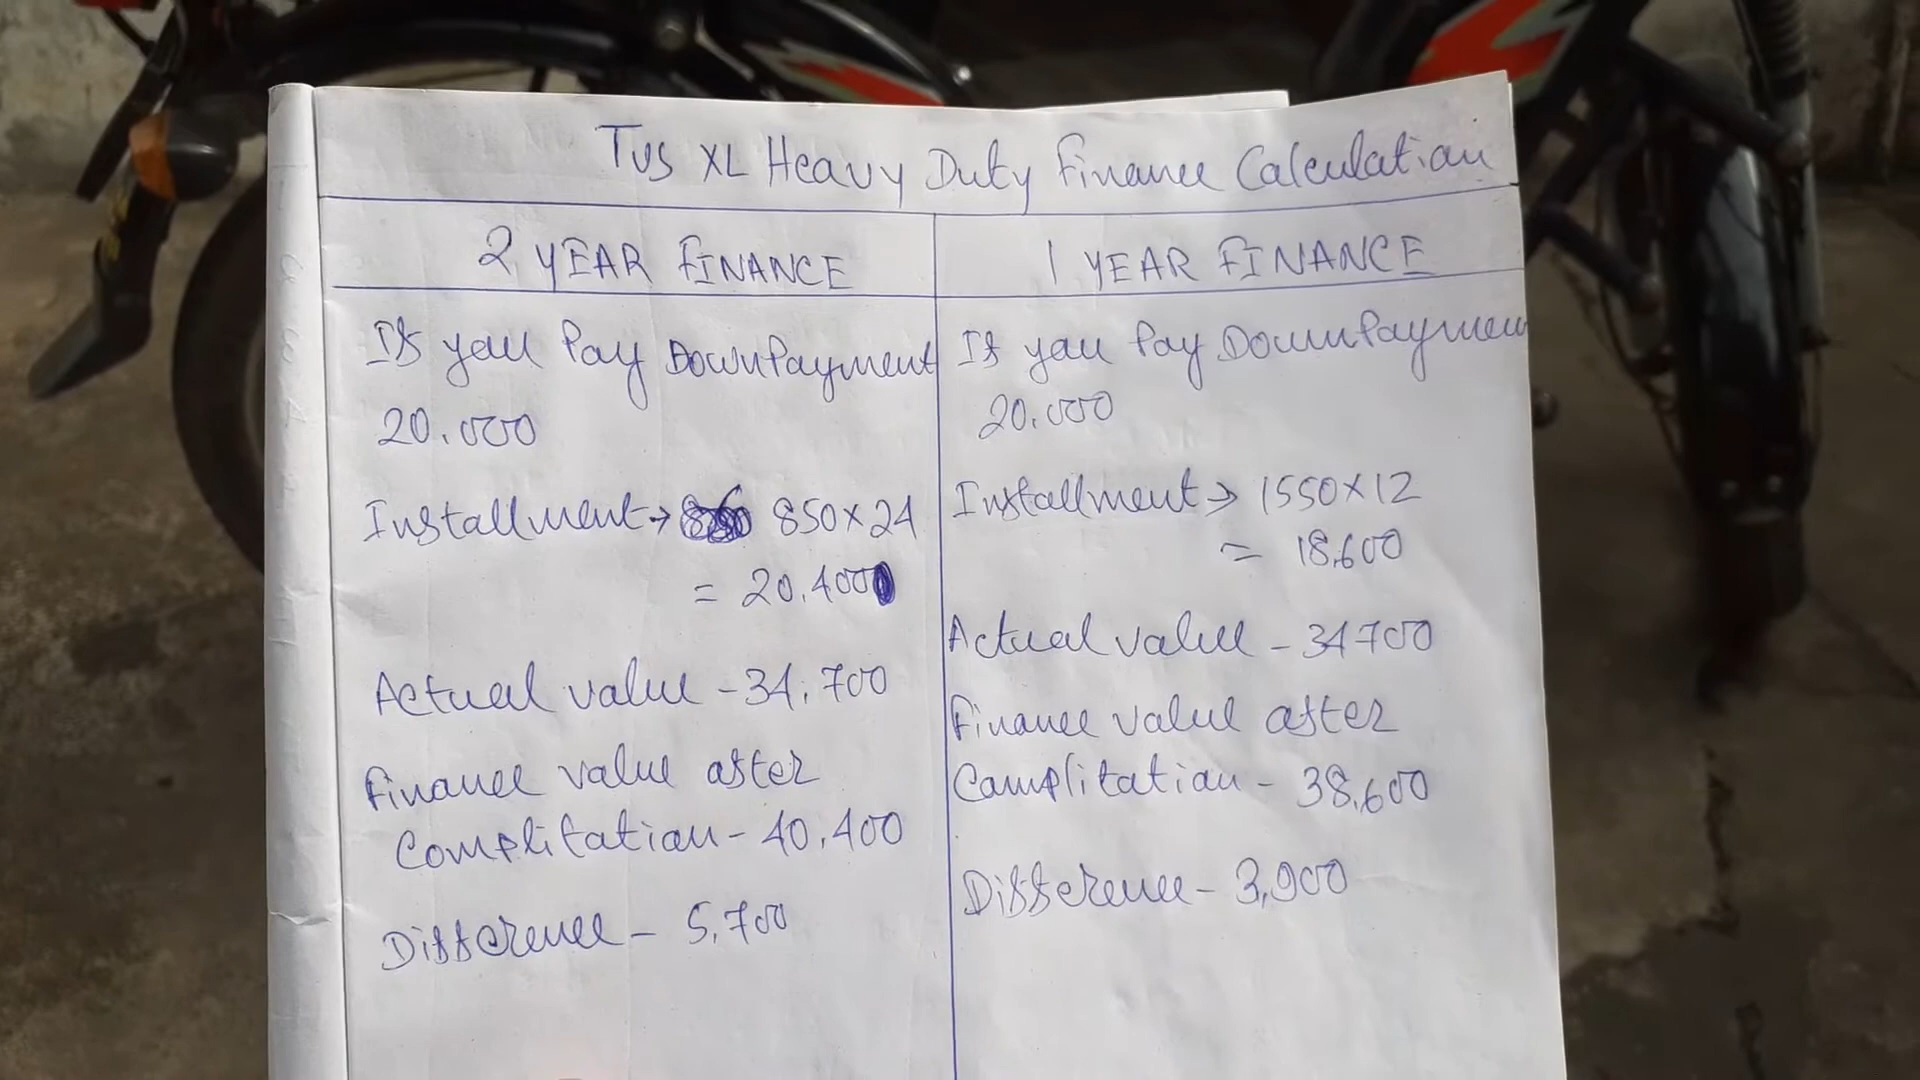 Tvs XL Heavy Duty Finance Calculation
2 YEAR FINANCE
If you Pay DownPayment
20.000
Installment → 850×24
= 20.400
Actual value - 34.700
Finance value after
Complitation - 40.400
Difference - 5.700
1 YEAR FINANCE
If you Pay DownPaymen
20.000
Installment → 1550×12
= 18.600
Actual value - 34700
Finance value after
Complitation - 38.600
Difference - 3.900